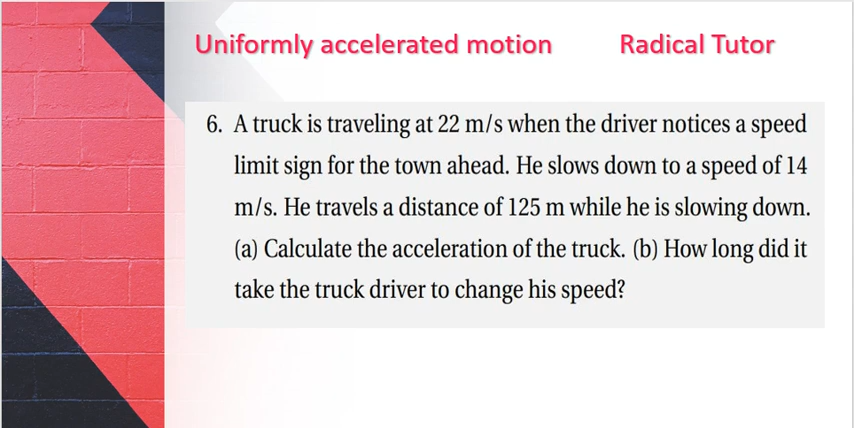 Uniformly accelerated motion Radical Tutor
6. A truck is traveling at 22 m/s when the driver notices a speed
limit sign for the town ahead. He slows down to a speed of 14
m/s. He travels a distance of 125 m while he is slowing down.
(a) Calculate the acceleration of the truck. (b) How long did it
take the truck driver to change his speed?